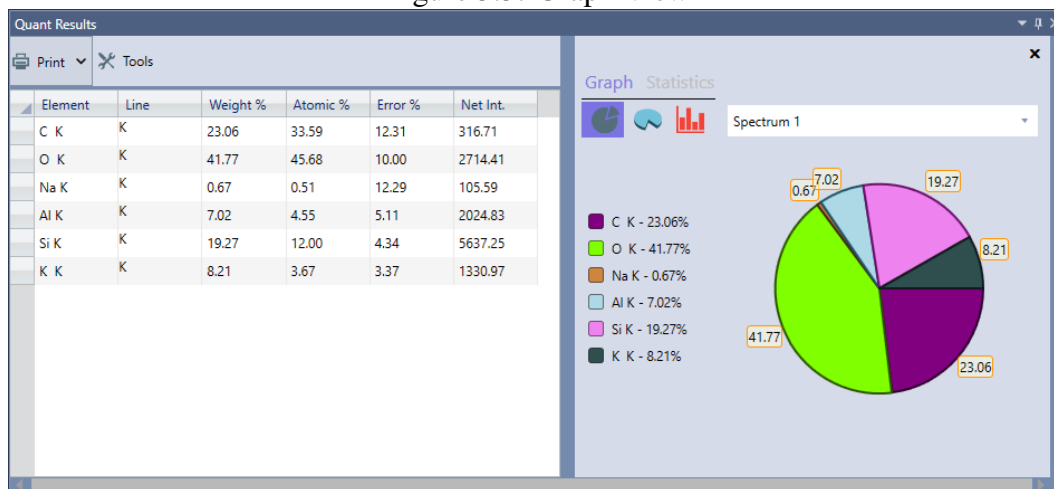 Quant Results
Print Tools
Element Line Weight % Atomic % Error % Net Int.
C K K 23.06 33.59 12.31 316.71
O K K 41.77 45.68 10.00 2714.41
Na K K 0.67 0.51 12.29 105.59
Al K K 7.02 4.55 5.11 2024.83
Si K K 19.27 12.00 4.34 5637.25
K K K 8.21 3.67 3.37 1330.97
Graph Statistics
Spectrum 1
C K - 23.06%
O K - 41.77%
Na K - 0.67%
Al K - 7.02%
Si K - 19.27%
K K - 8.21%
0.67
7.02
19.27
8.21
41.77
23.06